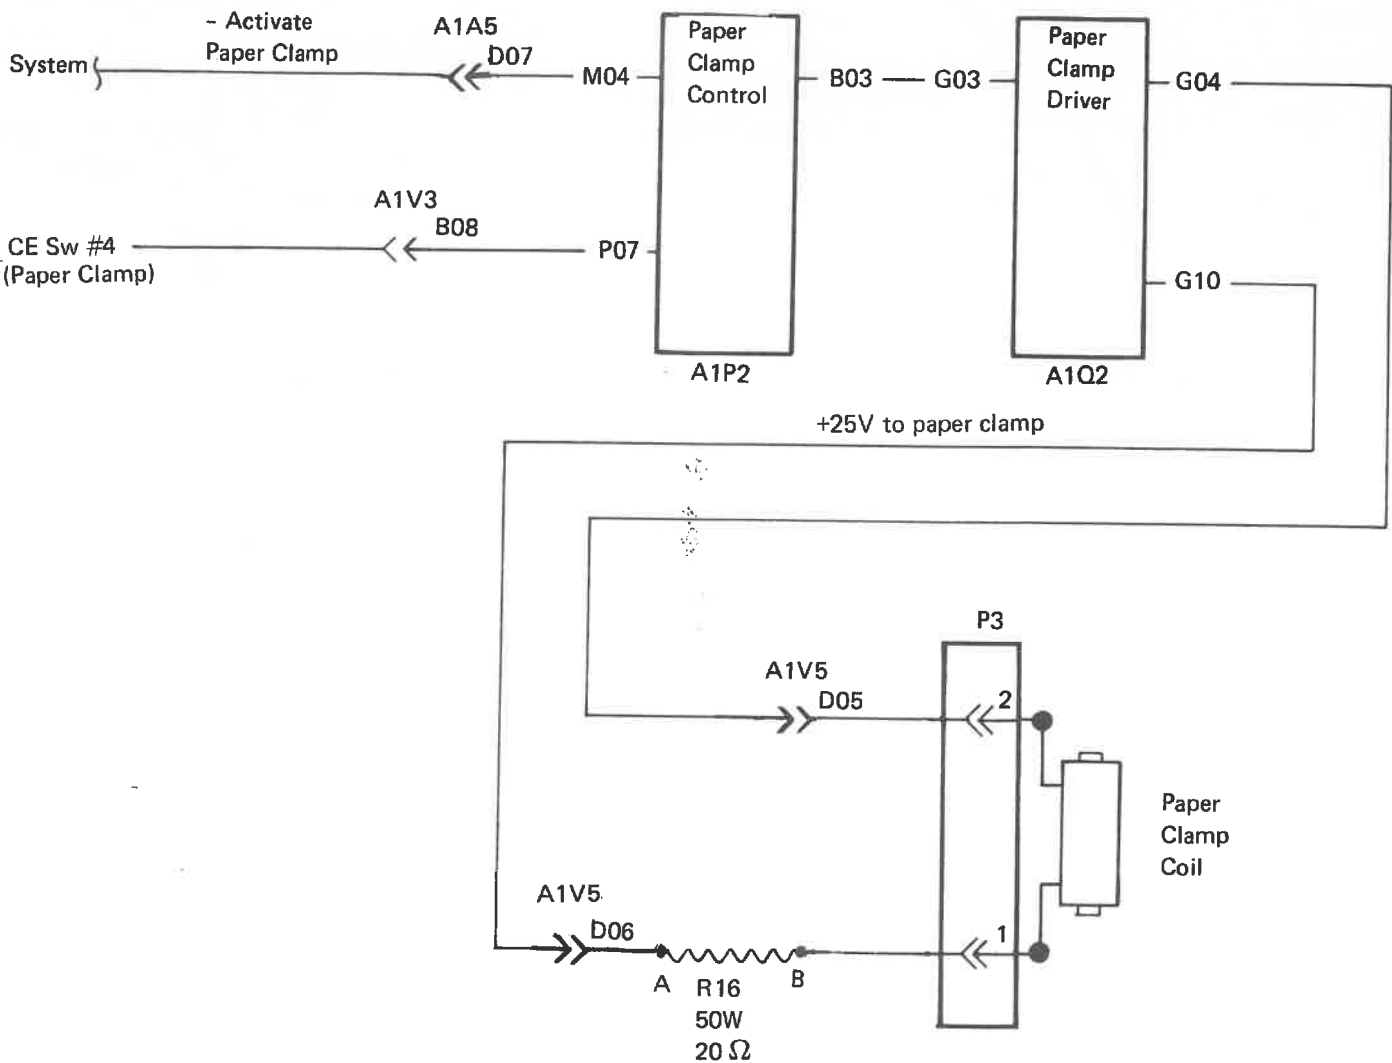 - Activate
Paper Clamp
A1A5
D07
System
M04
Paper
Clamp
Control
B03
G03
Paper
Clamp
Driver
G04
A1V3
B08
CE Sw #4
(Paper Clamp)
P07
G10
A1P2
A1Q2
+25V to paper clamp
P3
A1V5
D05
2
Paper
Clamp
Coil
A1V5
D06
1
A
R16
B
50W
20 Ω